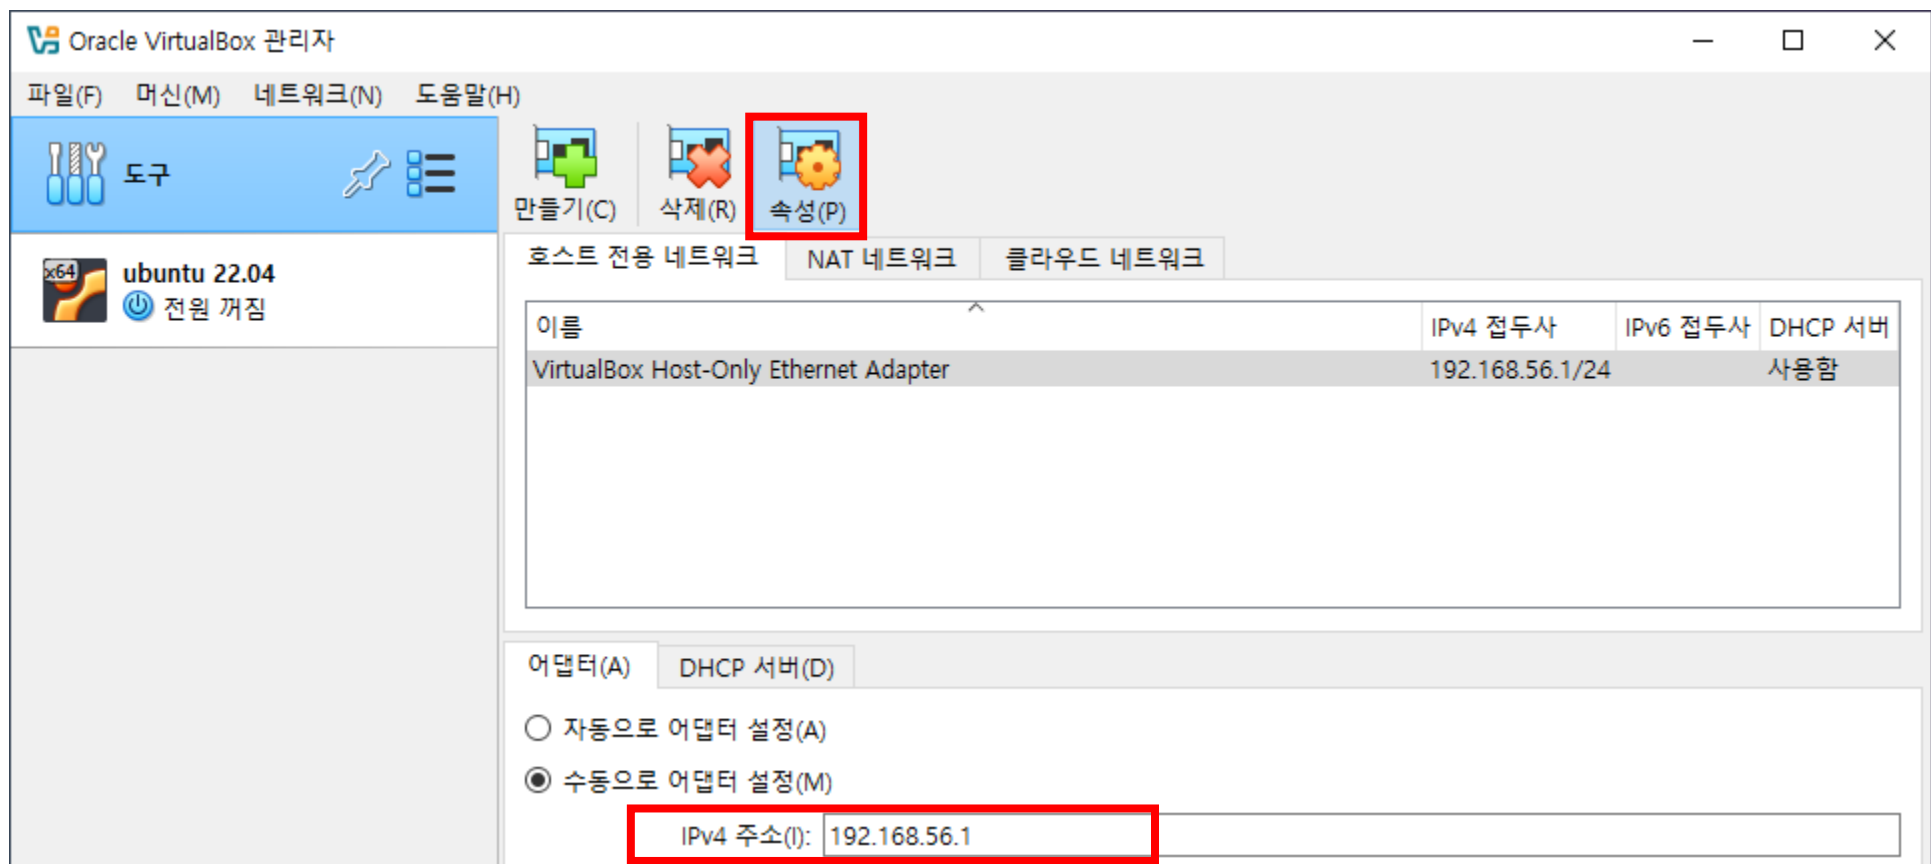 Oracle VirtualBox 관리자
파일(F) 머신(M) 네트워크(N) 도움말(H)
도구
만들기(C) 삭제(R) 속성(P)
호스트 전용 네트워크 NAT 네트워크 클라우드 네트워크
x64 ubuntu 22.04
전원 꺼짐
이름 IPv4 접두사 IPv6 접두사 DHCP 서버
VirtualBox Host-Only Ethernet Adapter 192.168.56.1/24 사용함
어댑터(A) DHCP 서버(D)
자동으로 어댑터 설정(A)
수동으로 어댑터 설정(M)
IPv4 주소(I): 192.168.56.1